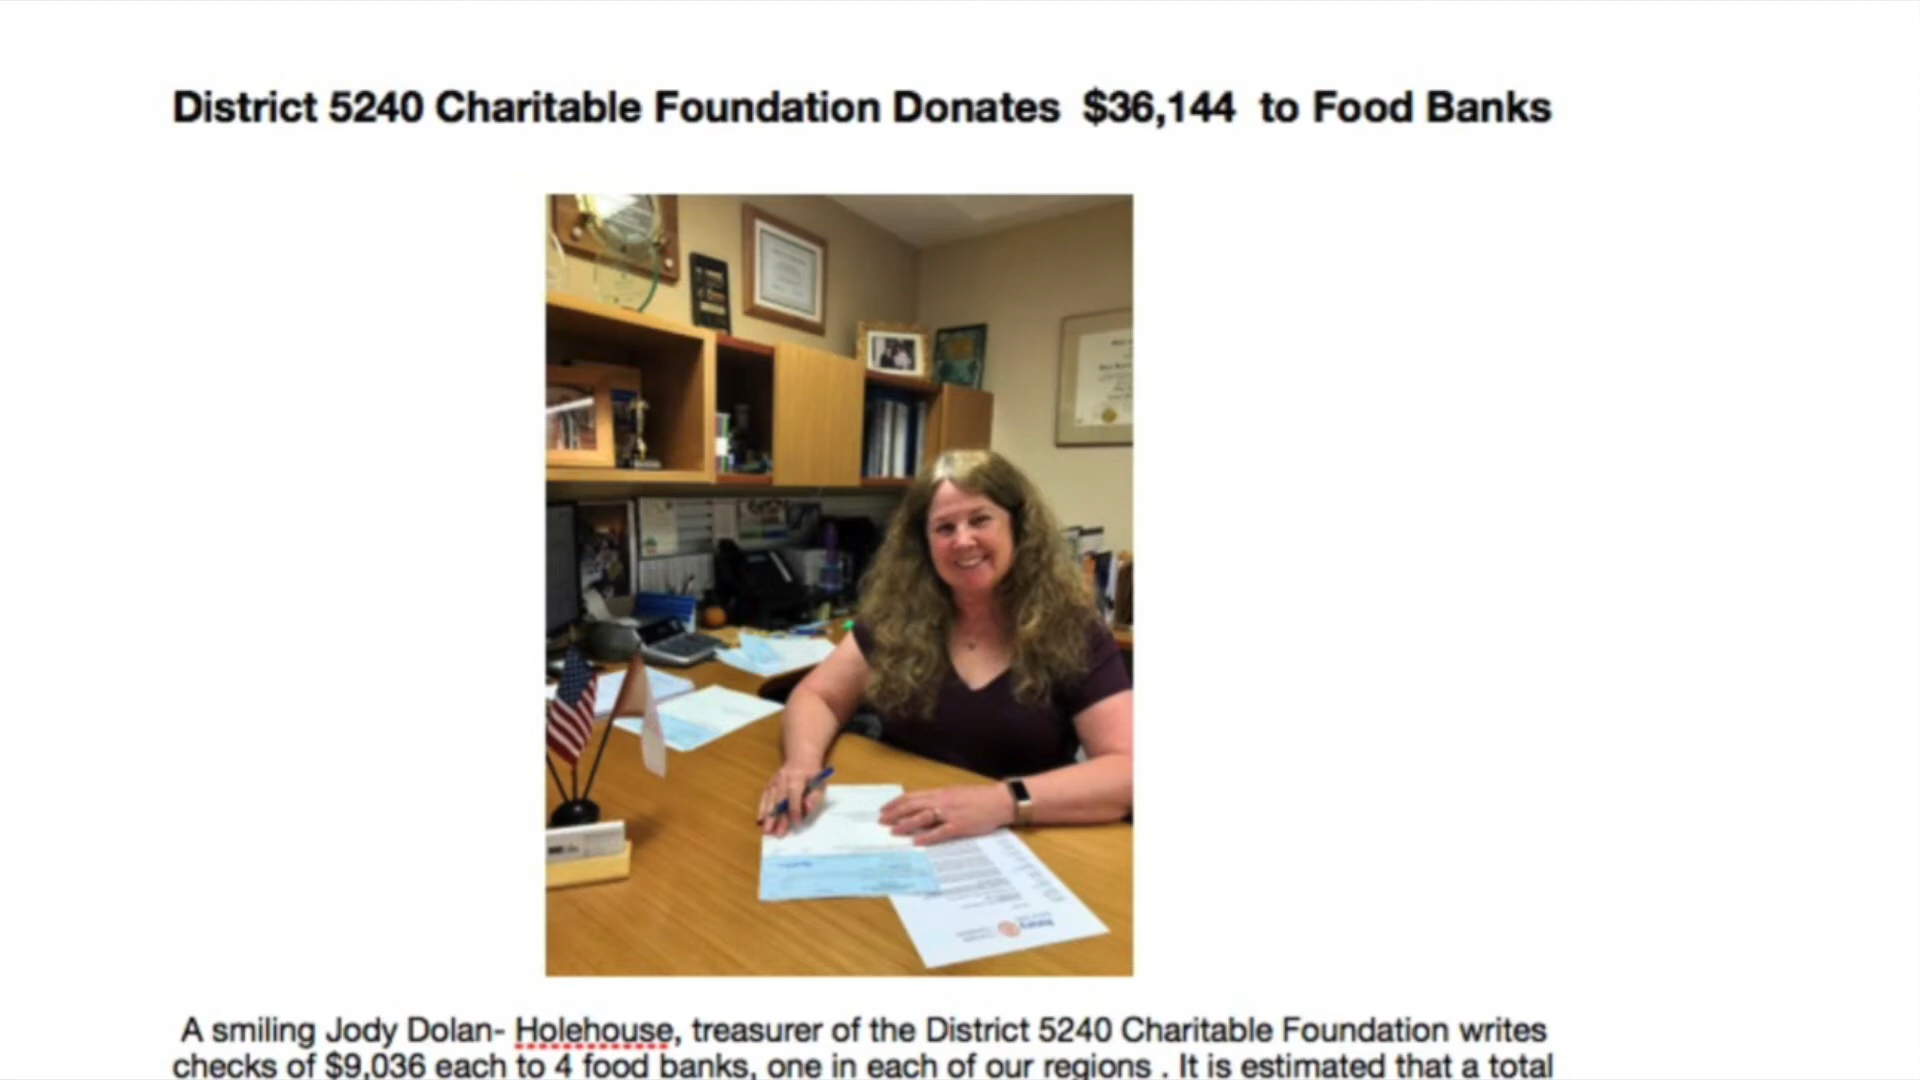 District 5240 Charitable Foundation Donates $36,144 to Food Banks
A smiling Jody Dolan- Holehouse, treasurer of the District 5240 Charitable Foundation writes
checks of $9,036 each to 4 food banks, one in each of our regions . It is estimated that a total